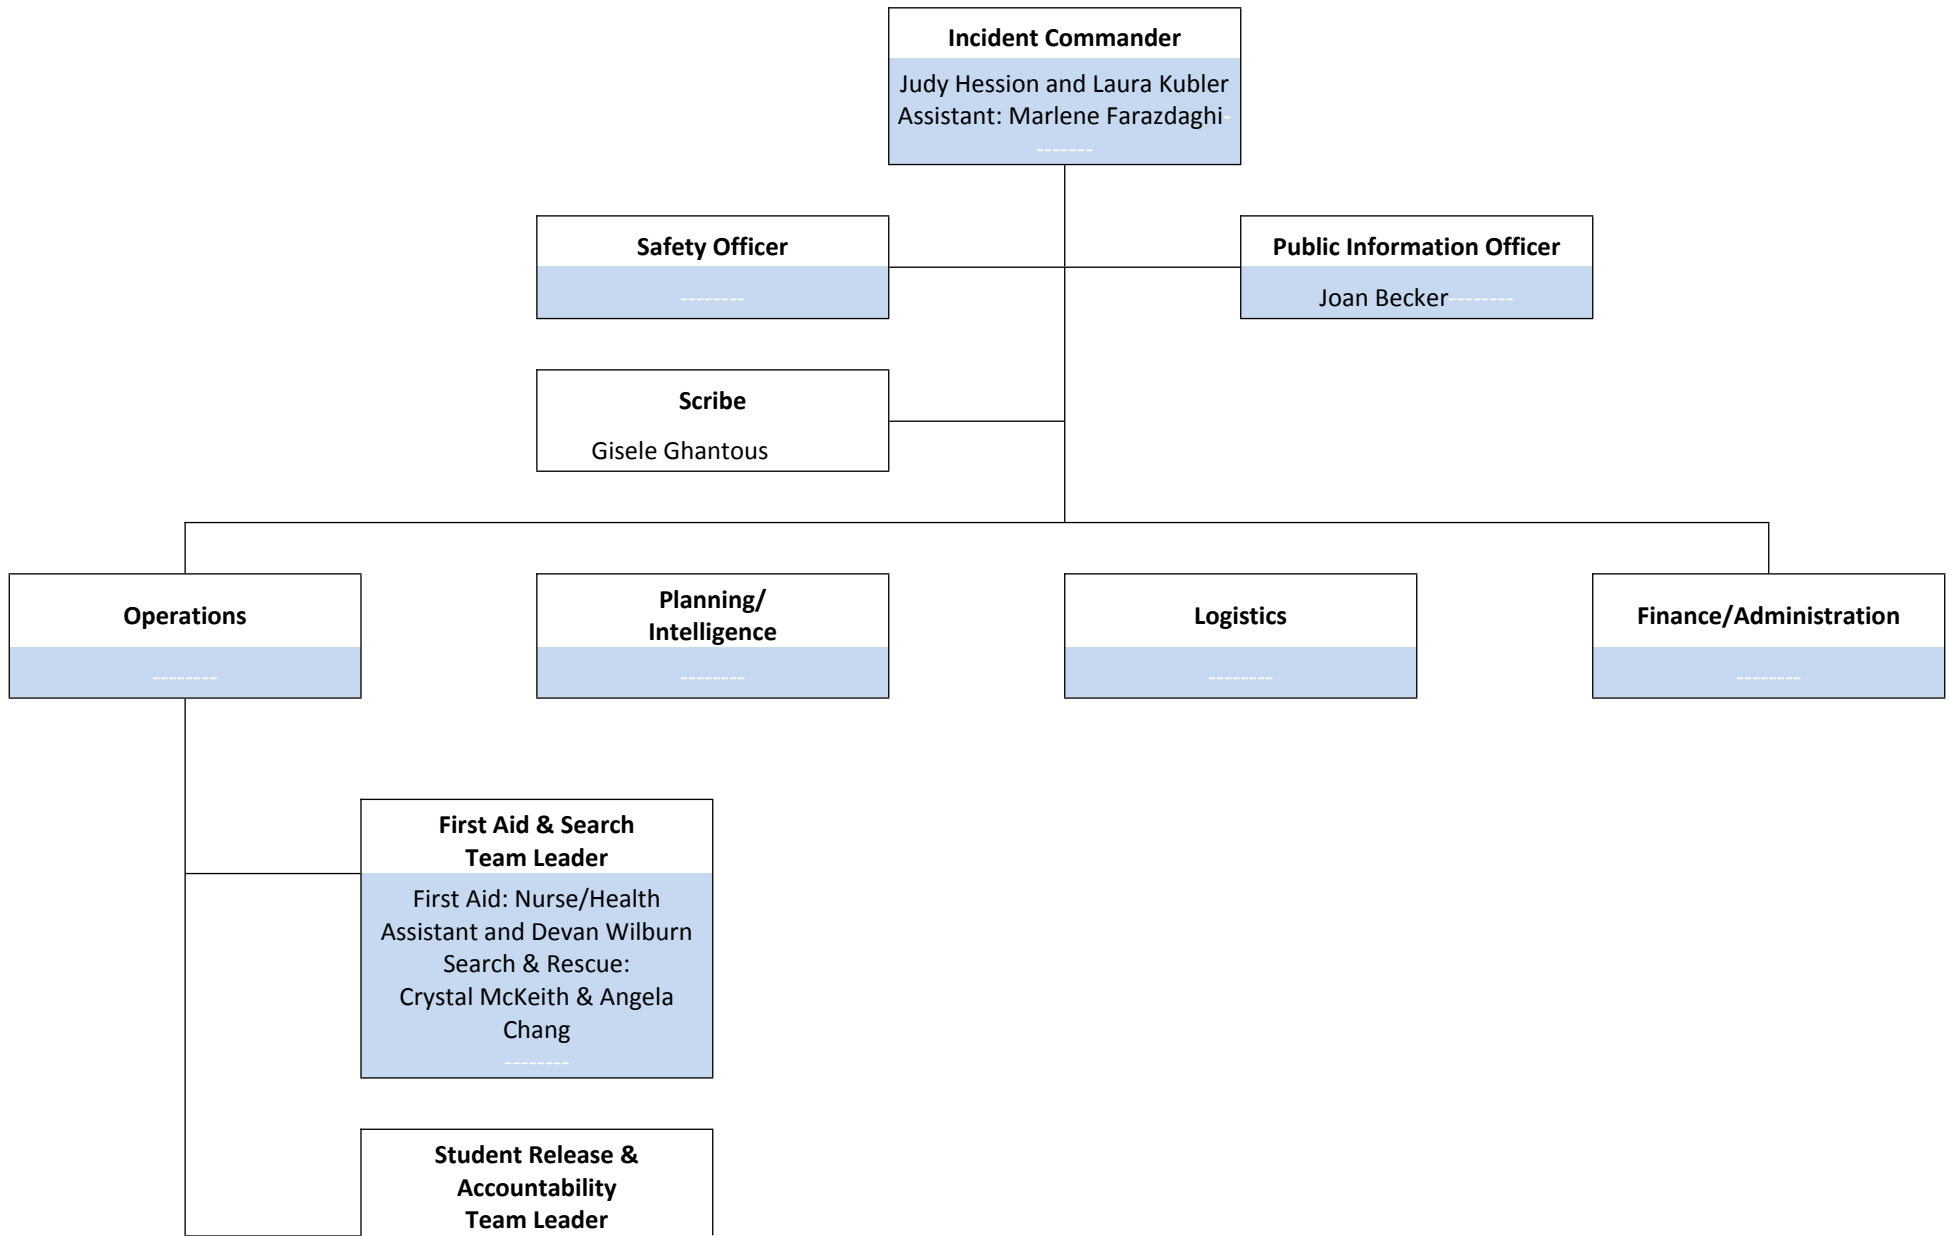 Incident Commander
Judy Hession and Laura Kubler
Assistant: Marlene Farazdaghi-
-------
Safety Officer
--------
Public Information Officer
Joan Becker--------
Scribe
Gisele Ghantous
Operations
--------
Planning/
Intelligence
--------
Logistics
--------
Finance/Administration
--------
First Aid & Search
Team Leader
First Aid: Nurse/Health
Assistant and Devan Wilburn
Search & Rescue:
Crystal McKeith & Angela
Chang
--------
Student Release &
Accountability
Team Leader